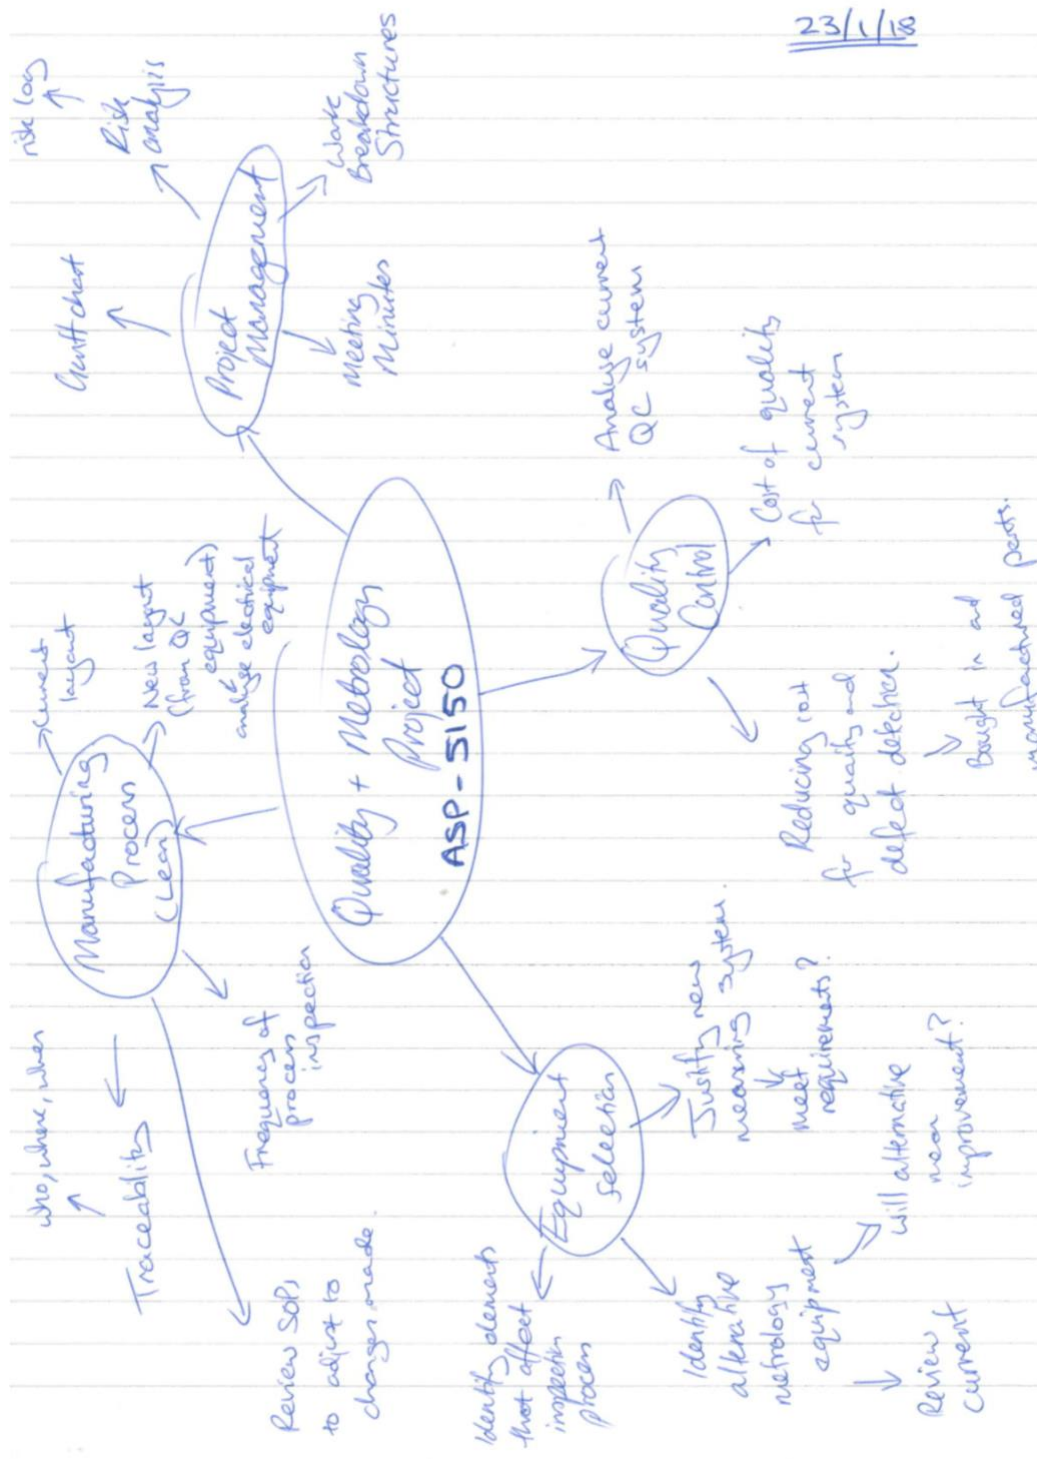 23/1/18
Quality + Metrology
Project
ASP-5150
Project
Management
Gantt chart
Risk
analysis
risk log
Work
Breakdown
Structures
Meeting
Minutes
Manufacturing
Process
(Lean)
Current
layout
New layout
(from QC
equipment)
analyse electrical
equipment
Frequency of
process
inspection
Traceability
who, where, when
Review SOPs
to adjust to
changes made.
Quality
Control
Analyse current
QC system
Cost of quality
for current
system
Reducing cost
for quality and
defect detection.
Bought in and
manufactured parts.
Equipment
Selection
Identify elements
that affect
inspection
process
Justify new
measuring system.
meet
requirements?
Identify
alternative
metrology
equipment
will alternative
mean
improvement?
Review
current